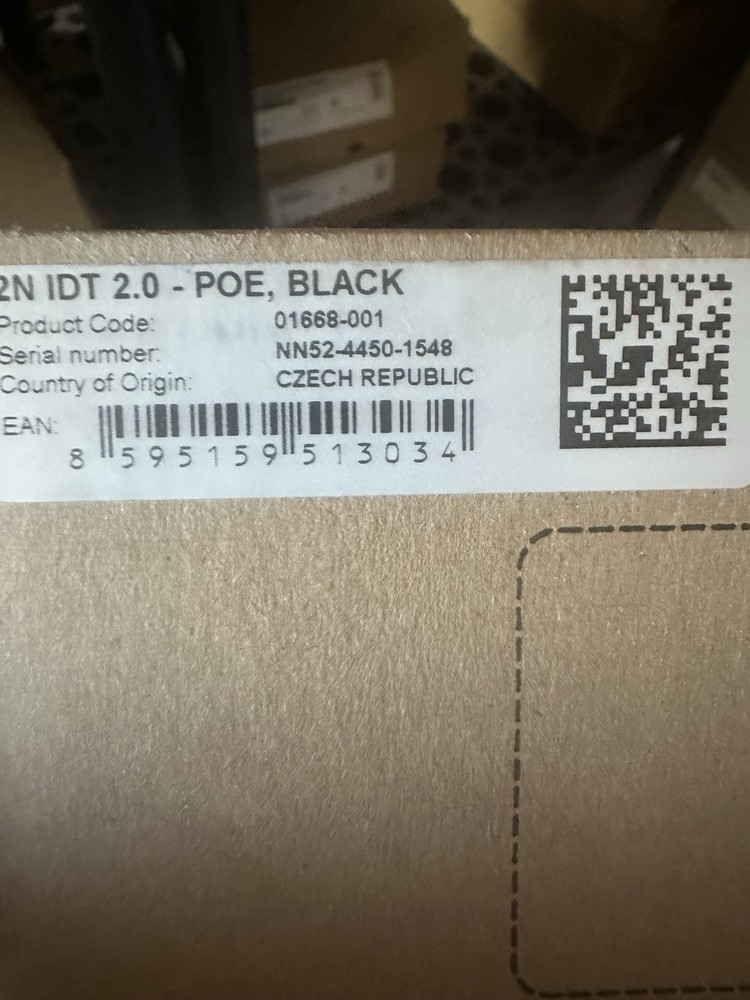 2N IDT 2.0 - POE, BLACK
Product Code: 01668-001
Serial number: NN52-4450-1548
Country of Origin: CZECH REPUBLIC
EAN:
8 595159 513034